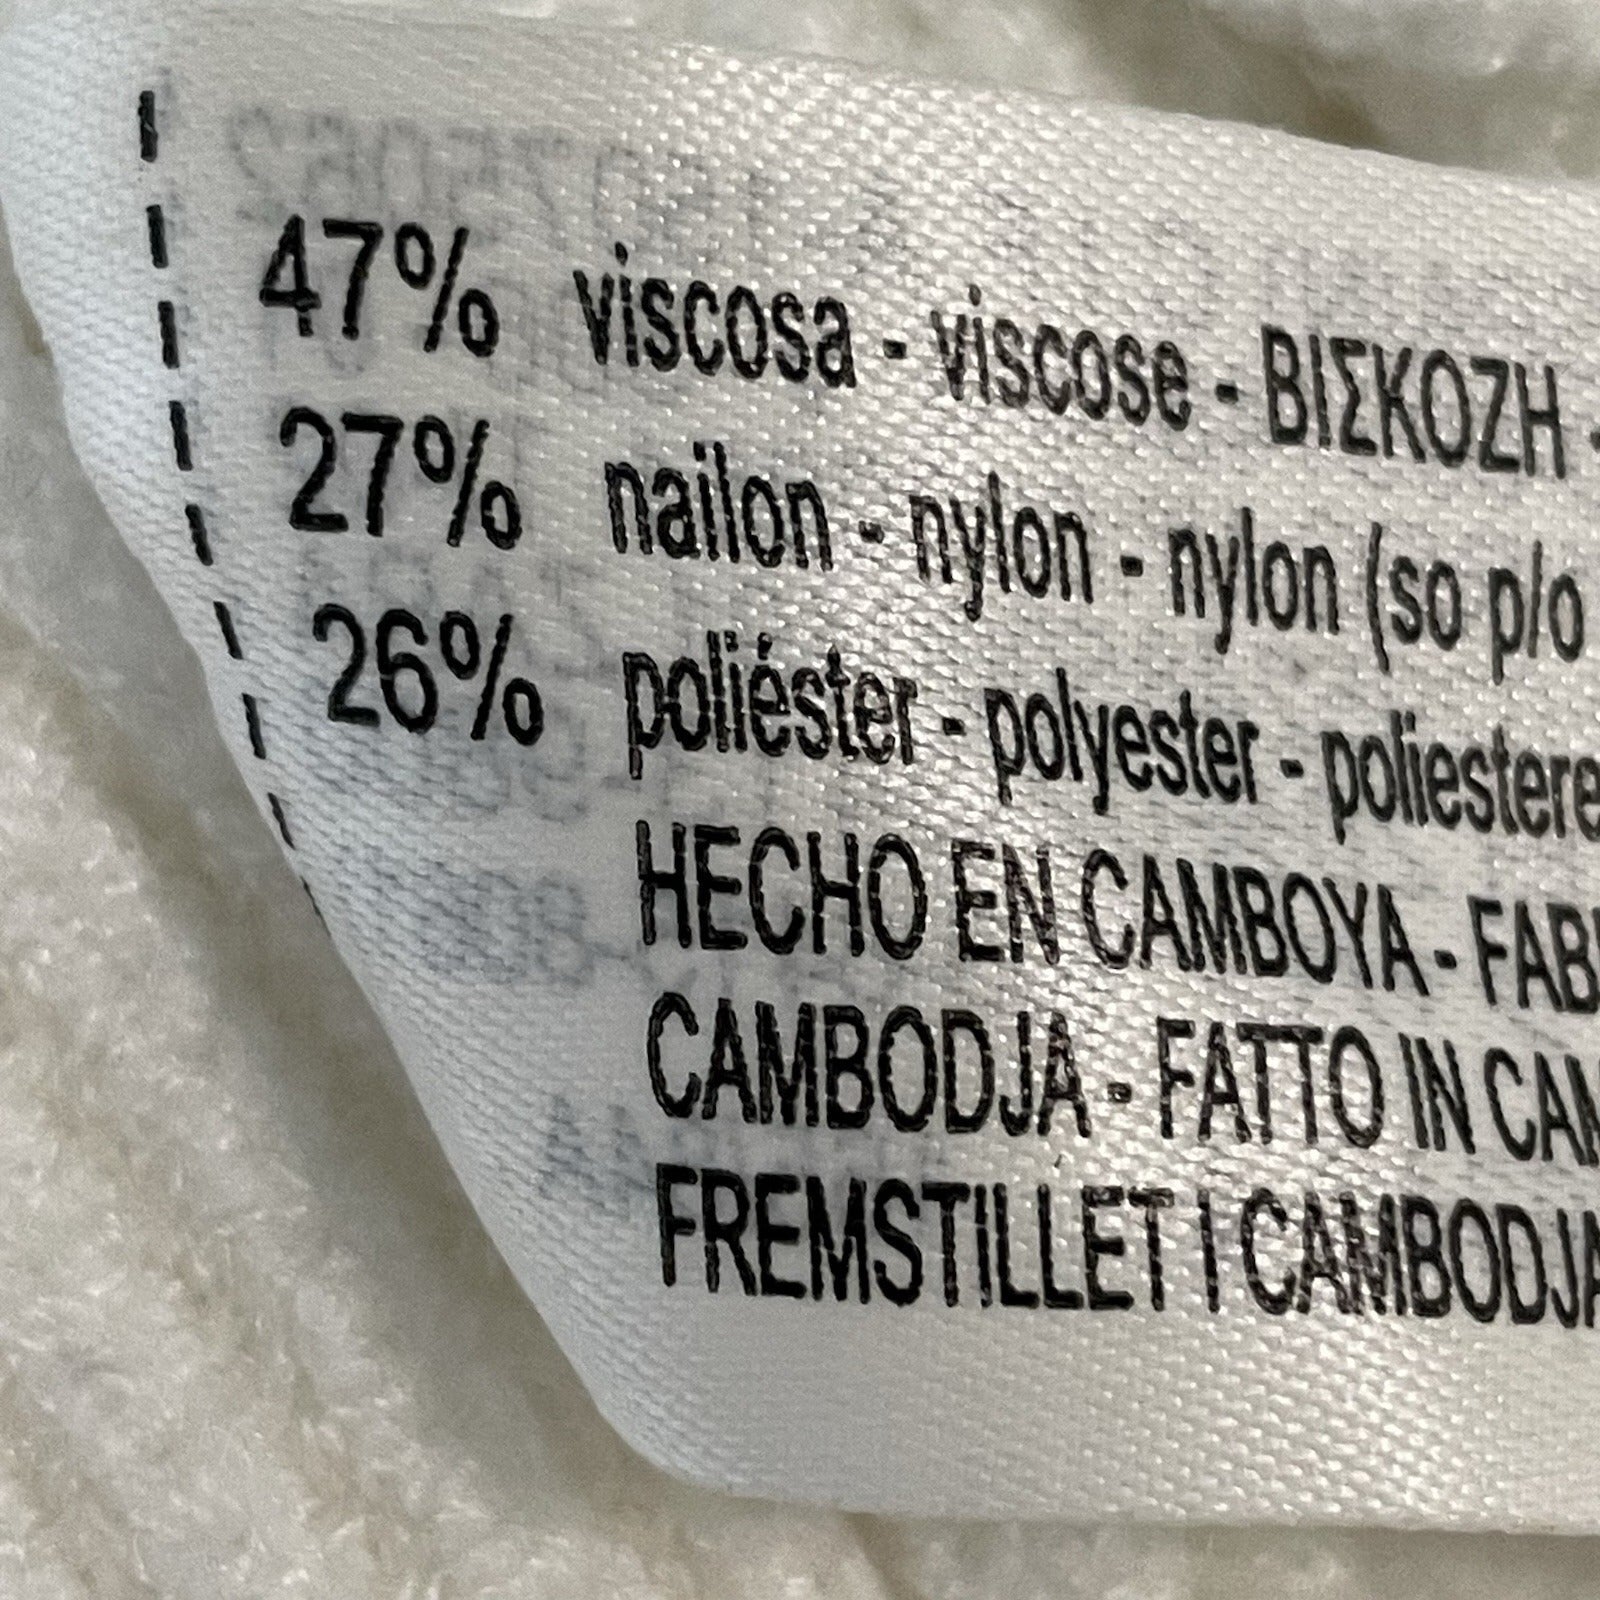 47% viscosa - viscose - ΒΙΣΚΟΖΗ -
27% nailon - nylon - nylon (so p/o
26% poliéster - polyester - poliestere
HECHO EN CAMBOYA - FAB
CAMBODJA - FATTO IN CAM
FREMSTILLET I CAMBODJA